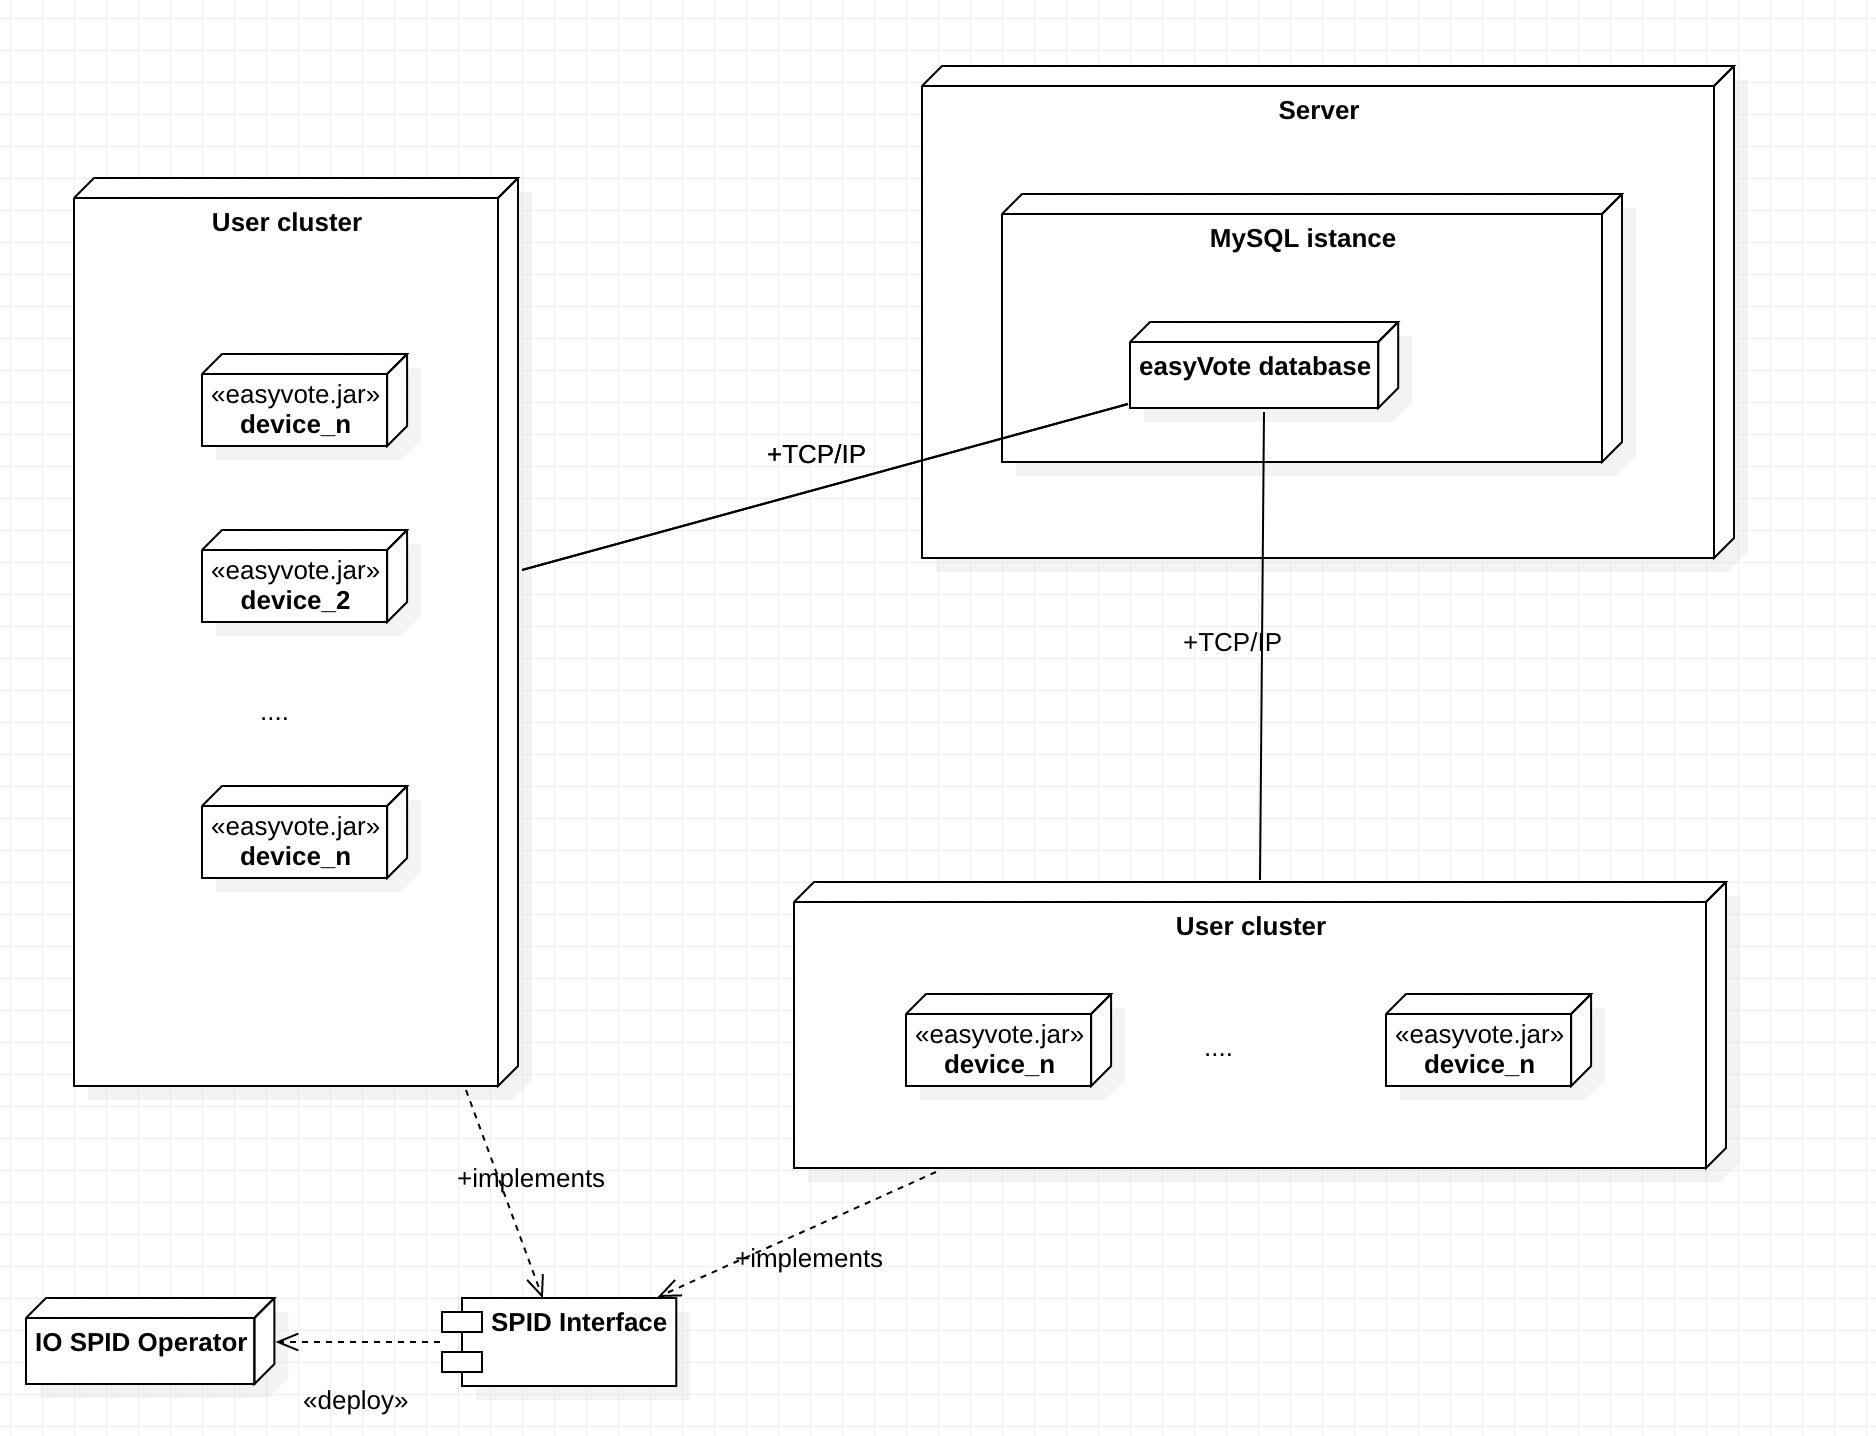 Server
MySQL istance
easyVote database
User cluster
«easyvote.jar»
device_n
«easyvote.jar»
device_2
....
«easyvote.jar»
device_n
+TCP/IP
+TCP/IP
User cluster
«easyvote.jar»
device_n
....
«easyvote.jar»
device_n
+implements
+implements
SPID Interface
IO SPID Operator
«deploy»